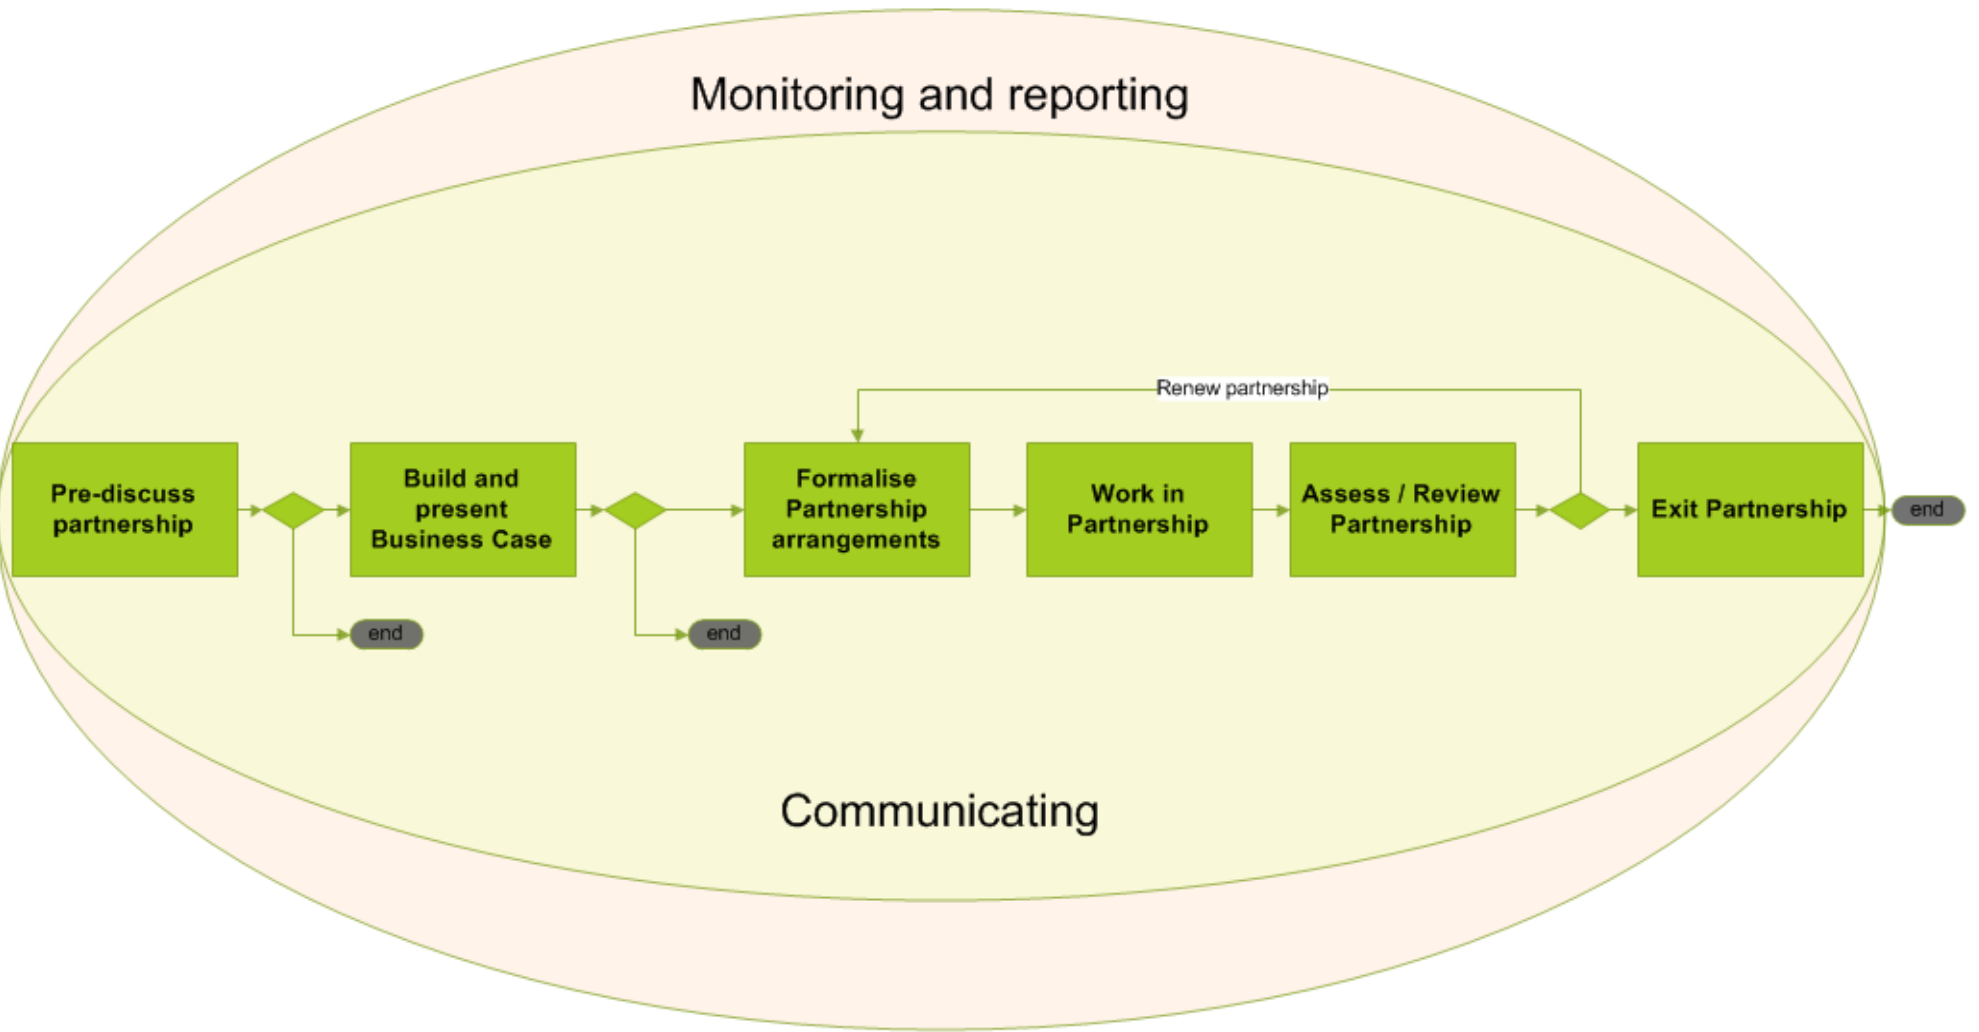 Monitoring and reporting
Renew partnership
Pre-discuss
partnership
Build and
present
Business Case
Formalise
Partnership
arrangements
Work in
Partnership
Assess / Review
Partnership
Exit Partnership
end
end
end
Communicating